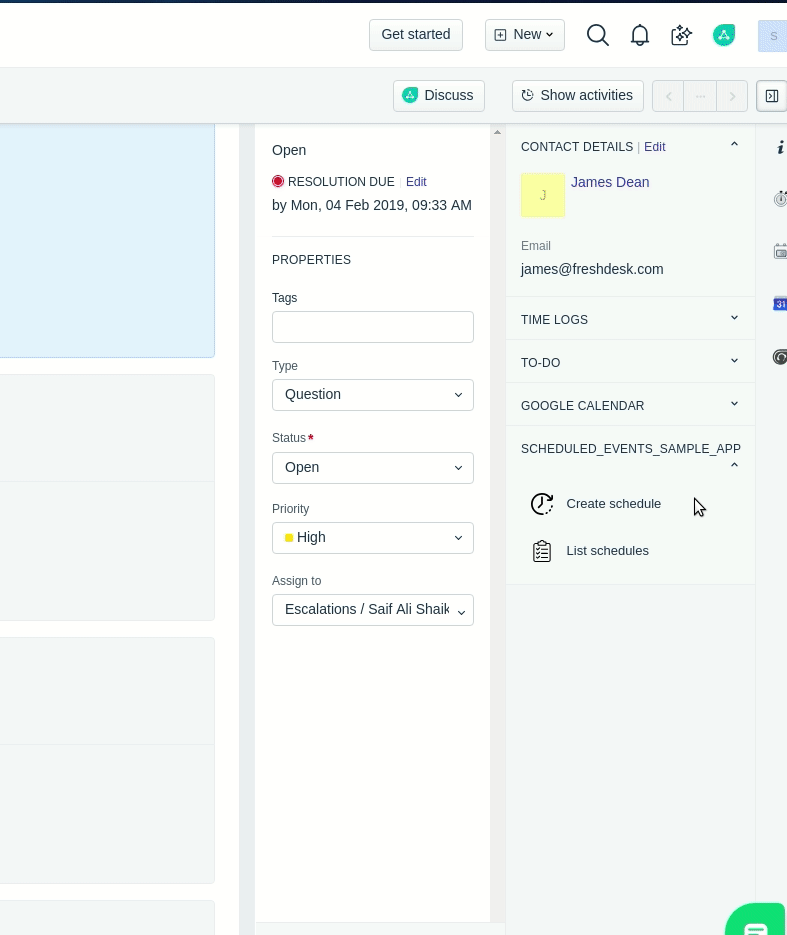 Get started
New
S
Discuss
Show activities
Open
RESOLUTION DUE | Edit
by Mon, 04 Feb 2019, 09:33 AM
PROPERTIES
Tags
Type
Question
Status*
Open
Priority
High
Assign to
Escalations / Saif Ali Shaik
CONTACT DETAILS | Edit
J
James Dean
Email
james@freshdesk.com
TIME LOGS
TO-DO
GOOGLE CALENDAR
SCHEDULED_EVENTS_SAMPLE_APP
Create schedule
List schedules
i
31